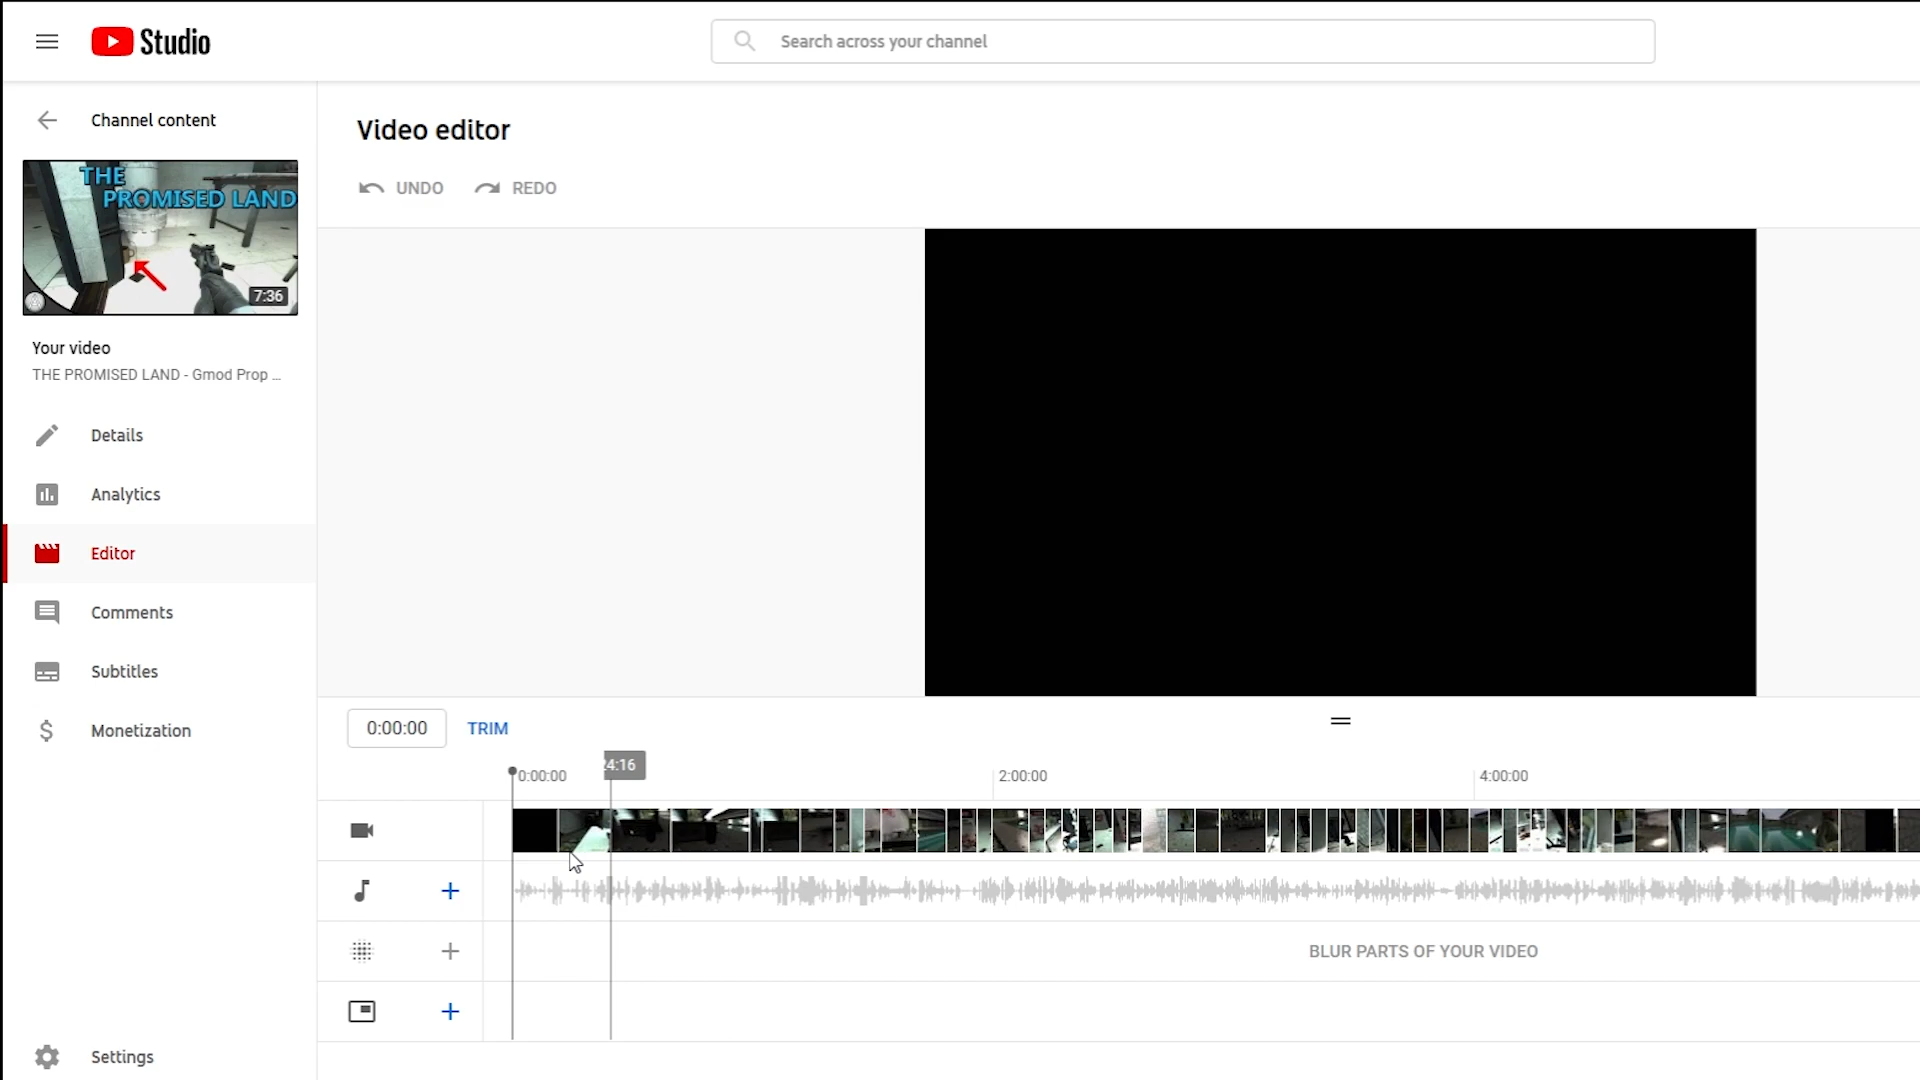 Studio
Search across your channel
Channel content
THE
PROMISED LAND
7:36
Your video
THE PROMISED LAND - Gmod Prop ...
Details
Analytics
Editor
Comments
Subtitles
Monetization
Settings
Video editor
UNDO
REDO
0:00:00
TRIM
4:16
0:00:00
2:00:00
4:00:00
BLUR PARTS OF YOUR VIDEO